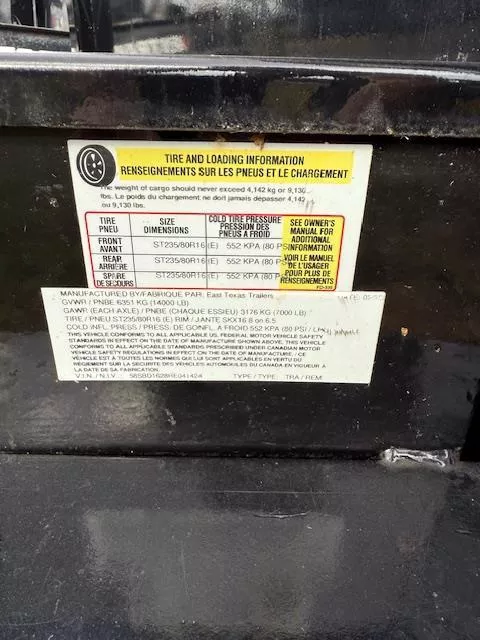 TIRE AND LOADING INFORMATION
RENSEIGNEMENTS SUR LES PNEUS ET LE CHARGEMENT
The weight of cargo should never exceed 4,142 kg or 9,130
lbs. Le poids du chargement ne doit jamais dépasser 4,142
ou 9,130 lbs.
TIRE PNEU SIZE DIMENSIONS COLD TIRE PRESSURE PRESSION DES PNEUS A FROID
FRONT AVANT ST235/80R16(E) 552 KPA (80 PSI
REAR ARRIÈRE ST235/80R16(E) 552 KPA (80 PSI
SPARE DE SECOURS ST235/80R16(E) 552 KPA (80 PSI
SEE OWNER'S
MANUAL FOR
ADDITIONAL
INFORMATION
VOIR LE MANUEL
DE L'USAGER
POUR PLUS DE
RENSEIGNEMENTS
MANUFACTURED BY/FABRIQUE PAR: East Texas Trailers
GVWR / PNBE 6351 KG (14000 LB)
GAWR (EACH AXLE) / PNBE (CHAQUE ESSIEU) 3176 KG (7000 LB)
TIRE / PNEU ST235/80R16 (E) RIM / JANTE SKX16.8 on 6.5
COLD INFL. PRESS / PRESS. DE GONFL. A FROID 552 KPA (80 PSI /
THIS VEHICLE CONFORMS TO ALL APPLICABLE U.S. FEDERAL MOTOR VEHICLE SAFETY
STANDARDS IN EFFECT ON THE DATE OF MANUFACTURE SHOWN ABOVE. THIS VEHICLE
CONFORMS TO ALL APPLICABLE STANDARDS PRESCRIBED UNDER CANADIAN MOTOR
VEHICLE SAFETY REGULATIONS IN EFFECT ON THE DATE OF MANUFACTURE. / CE
VEHICULE EST A TOUTES LES NORMES QUI LUI SONT APPLICABLES EN VERTU DU
REGLEMENT SUR LA SECURITE DES VEHICULES AUTOMOBILES DU CANADA EN VIGUEUR A
LA DATE DE SA FABRICATION.
V.I.N. / N.I.V. TYPE / TYPE: TRA / REM